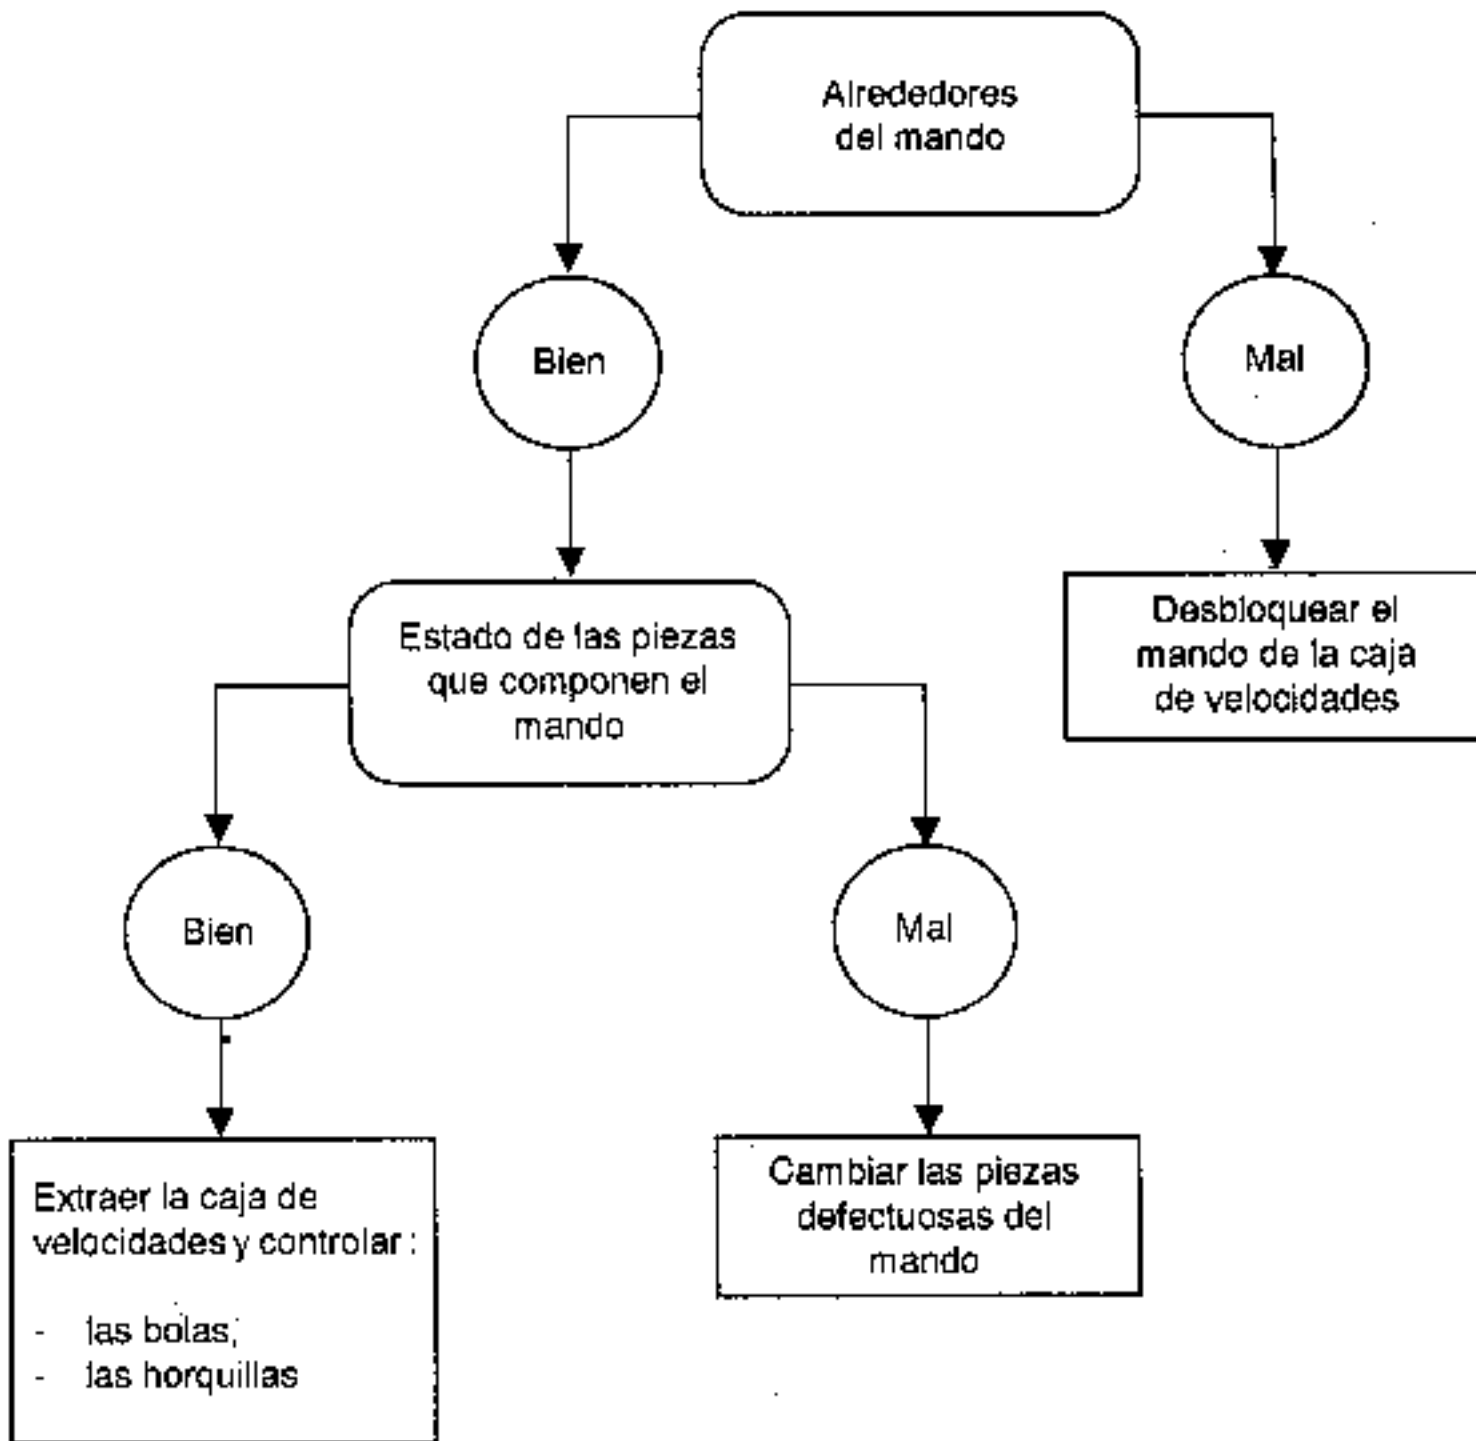 Alrededores
del mando
Bien
Mal
Estado de las piezas
que componen el
mando
Desbloquear el
mando de la caja
de velocidades
Bien
Mal
Extraer la caja de
velocidades y controlar :
- las bolas,
- las horquillas
Cambiar las piezas
defectuosas del
mando